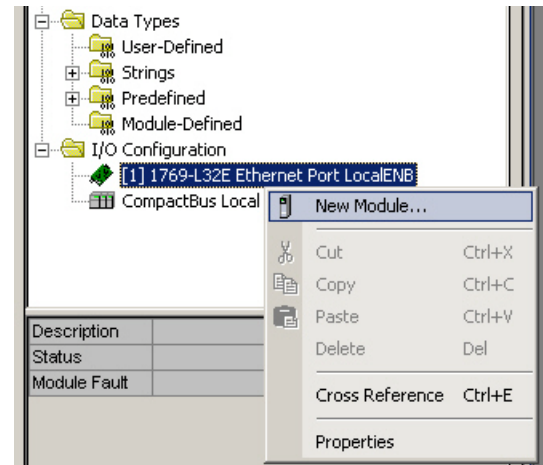 Data Types
User-Defined
Strings
Predefined
Module-Defined
I/O Configuration
[1] 1769-L32E Ethernet Port LocalENB
CompactBus Local
New Module...
Cut Ctrl+X
Copy Ctrl+C
Paste Ctrl+V
Delete Del
Cross Reference Ctrl+E
Properties
Description
Status
Module Fault